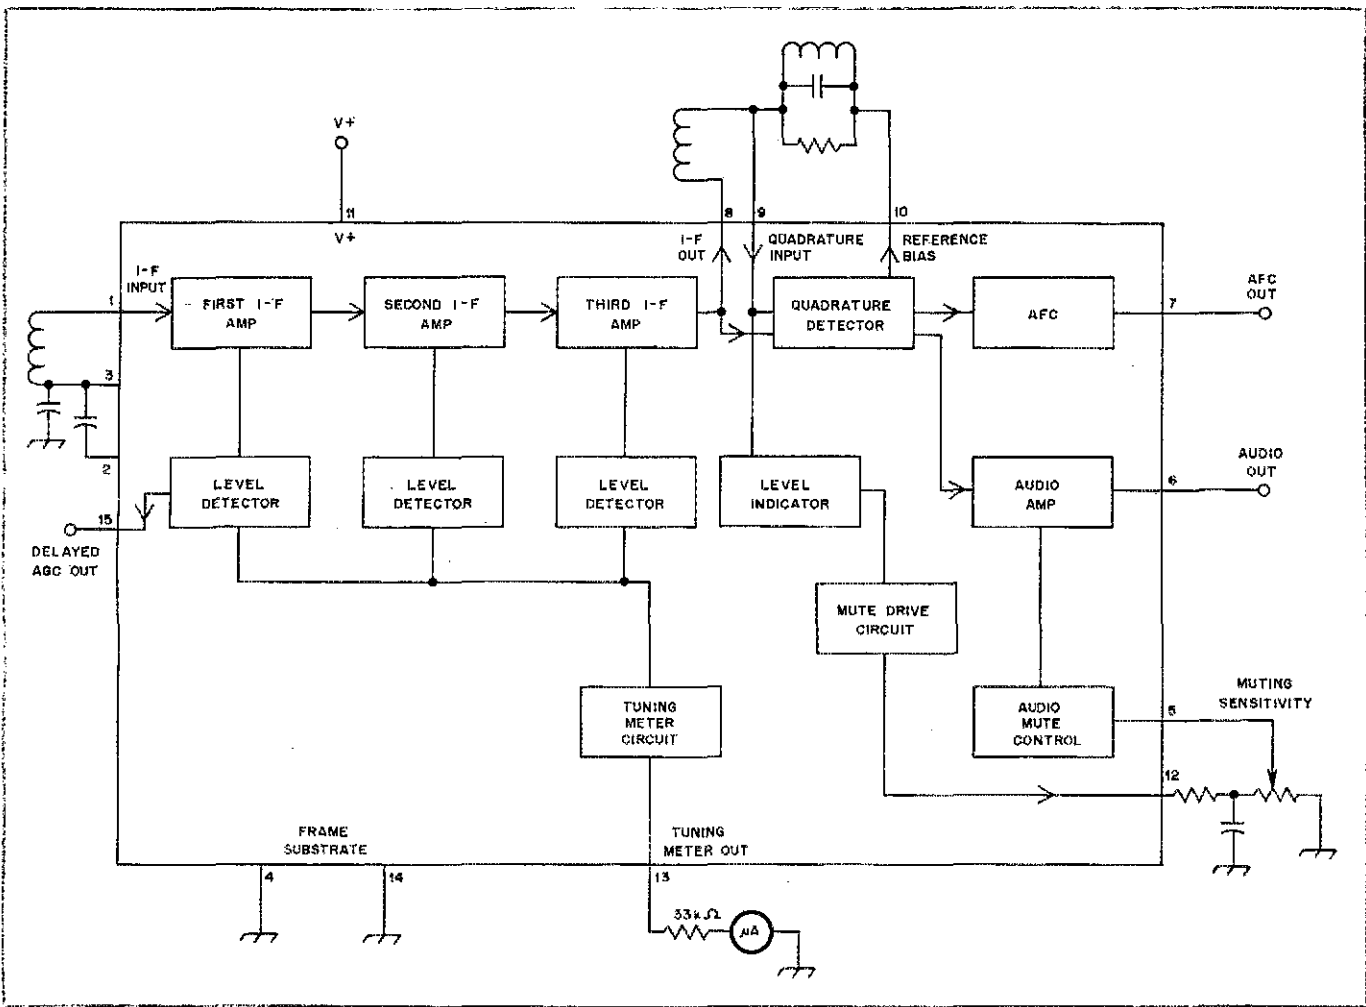 V+
11
V+
8
9
10
I-F
OUT
QUADRATURE
INPUT
REFERENCE
BIAS
I-F
INPUT
1
FIRST I-F
AMP
SECOND I-F
AMP
THIRD I-F
AMP
QUADRATURE
DETECTOR
AFC
7
AFC
OUT
3
2
LEVEL
DETECTOR
LEVEL
DETECTOR
LEVEL
DETECTOR
LEVEL
INDICATOR
AUDIO
AMP
6
AUDIO
OUT
15
DELAYED
AGC OUT
MUTE DRIVE
CIRCUIT
TUNING
METER
CIRCUIT
AUDIO
MUTE
CONTROL
5
MUTING
SENSITIVITY
12
FRAME
SUBSTRATE
TUNING
METER OUT
4
14
13
33kΩ
μA